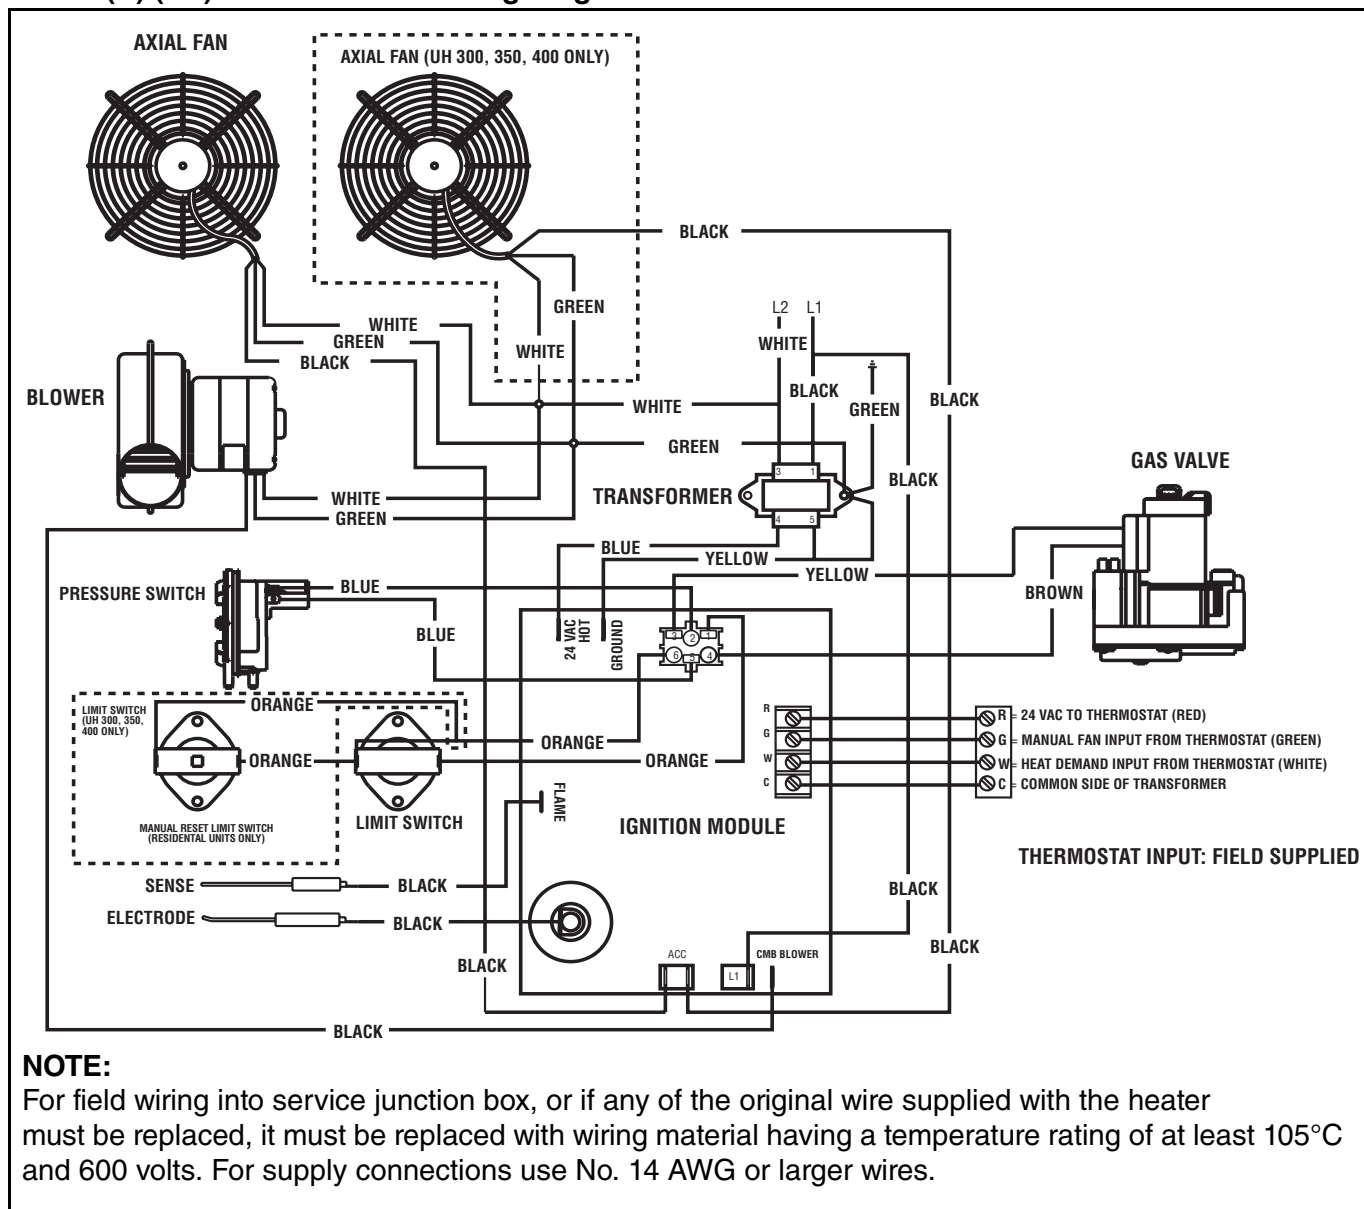 AXIAL FAN
AXIAL FAN (UH 300, 350, 400 ONLY)
BLACK
GREEN
L2
L1
WHITE
GREEN
BLACK
WHITE
WHITE
BLACK
GREEN
BLACK
BLOWER
WHITE
GREEN
BLACK
GAS VALVE
3
1
WHITE
GREEN
TRANSFORMER
4
5
BLUE
YELLOW
YELLOW
BROWN
PRESSURE SWITCH
BLUE
BLUE
24 VAC
HOT
GROUND
3
2
1
6
5
4
LIMIT SWITCH
(UH 300, 350,
400 ONLY)
ORANGE
ORANGE
ORANGE
ORANGE
R
G
W
C
R = 24 VAC TO THERMOSTAT (RED)
G = MANUAL FAN INPUT FROM THERMOSTAT (GREEN)
W = HEAT DEMAND INPUT FROM THERMOSTAT (WHITE)
C = COMMON SIDE OF TRANSFORMER
MANUAL RESET LIMIT SWITCH
(RESIDENTAL UNITS ONLY)
LIMIT SWITCH
FLAME
IGNITION MODULE
THERMOSTAT INPUT: FIELD SUPPLIED
SENSE
BLACK
BLACK
ELECTRODE
BLACK
BLACK
BLACK
ACC
L1
CMB BLOWER
BLACK
NOTE:
For field wiring into service junction box, or if any of the original wire supplied with the heater
must be replaced, it must be replaced with wiring material having a temperature rating of at least 105°C
and 600 volts. For supply connections use No. 14 AWG or larger wires.